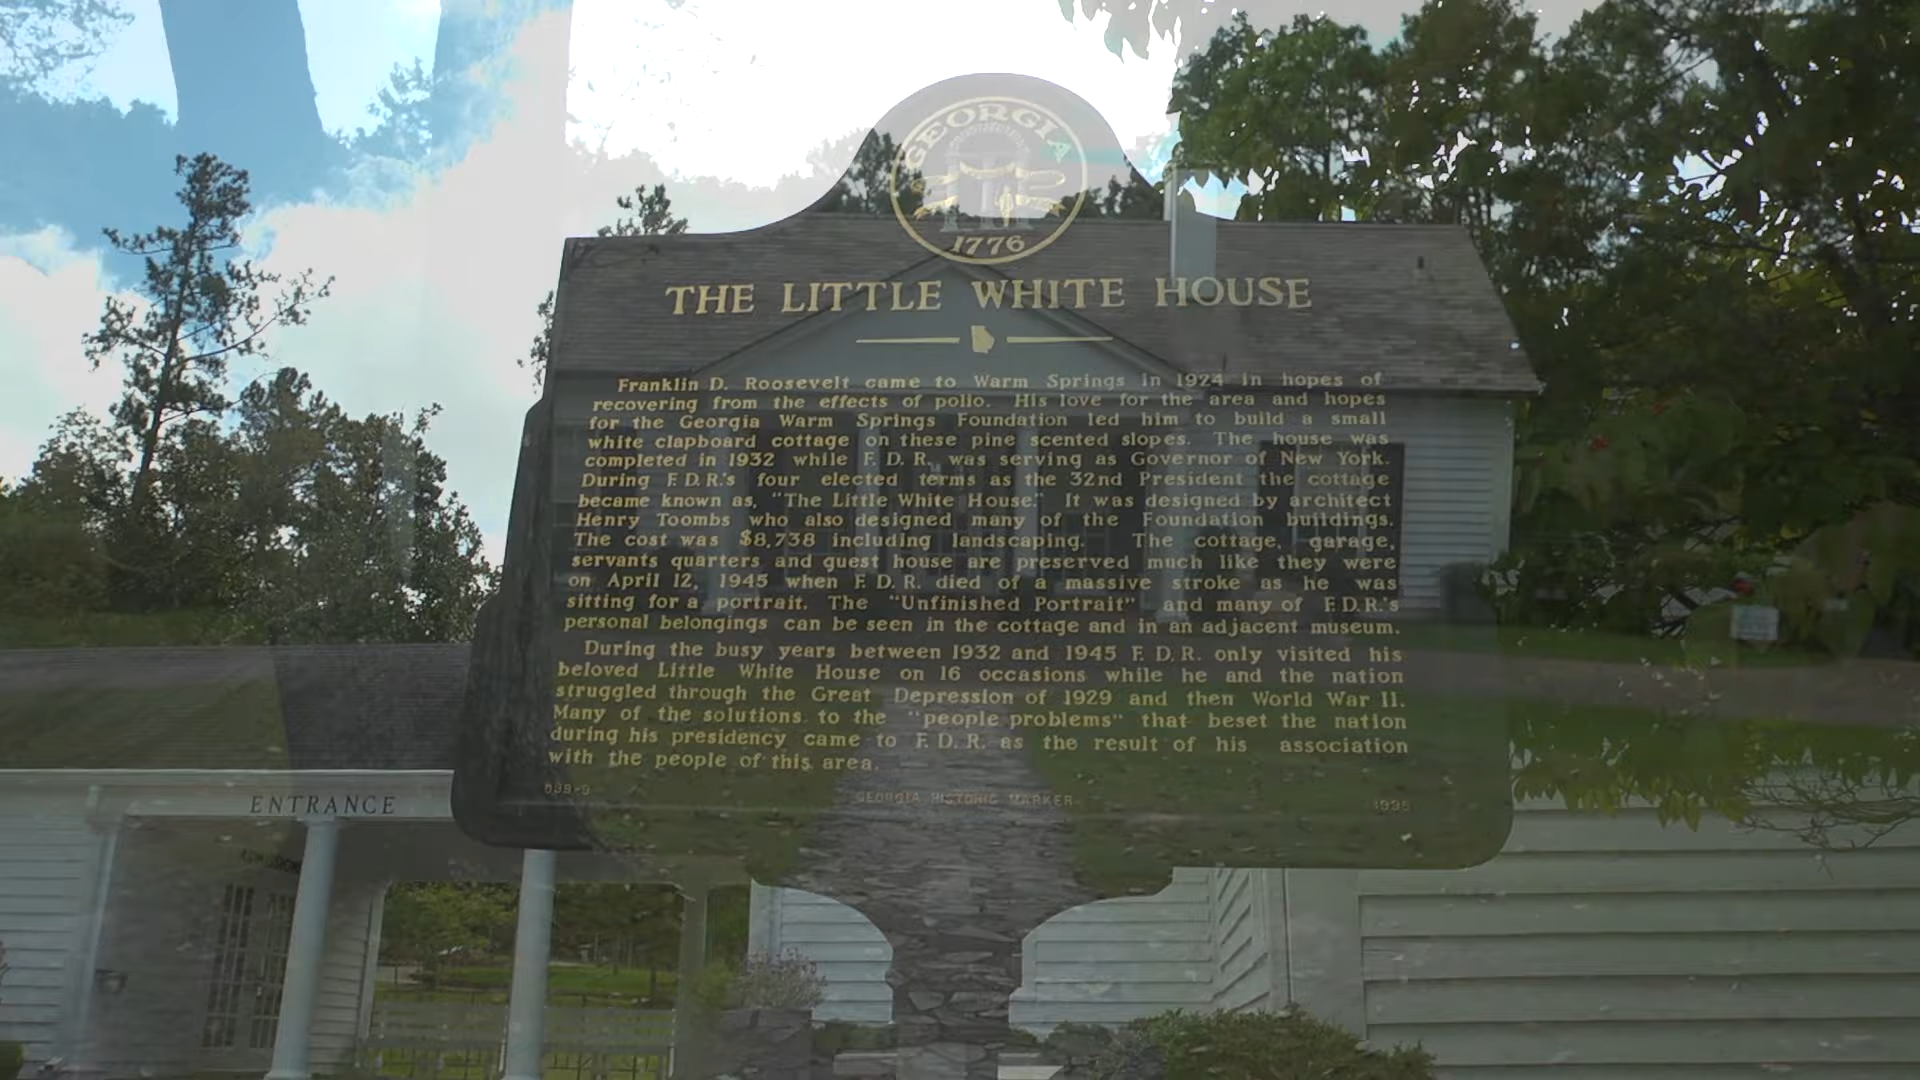 GEORGIA
1776
THE LITTLE WHITE HOUSE
Franklin D. Roosevelt came to Warm Springs in 1924 in hopes of
recovering from the effects of polio. His love for the area and hopes
for the Georgia Warm Springs Foundation led him to build a small
white clapboard cottage on these pine scented slopes. The house was
completed in 1932 while F. D. R. was serving as Governor of New York.
During F. D. R.'s four elected terms as the 32nd President the cottage
became known as, "The Little White House." It was designed by architect
Henry Toombs who also designed many of the Foundation buildings.
The cost was $8,738 including landscaping. The cottage, garage,
servants quarters and guest house are preserved much like they were
on April 12, 1945 when F. D. R. died of a massive stroke as he was
sitting for a portrait. The "Unfinished Portrait" and many of F. D. R.'s
personal belongings can be seen in the cottage and in an adjacent museum.
During the busy years between 1932 and 1945 F. D. R. only visited his
beloved Little White House on 16 occasions while he and the nation
struggled through the Great Depression of 1929 and then World War II.
Many of the solutions to the "people problems" that beset the nation
during his presidency came to F. D. R. as the result of his association
with the people of this area.
GEORGIA HISTORIC MARKER
ENTRANCE